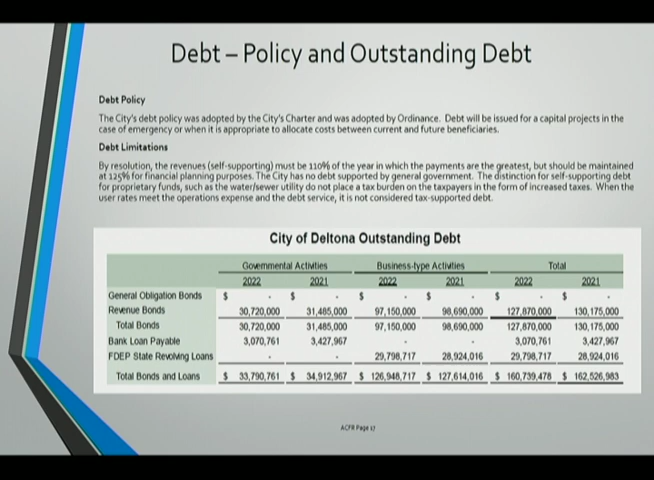 Debt – Policy and Outstanding Debt
Debt Policy
The City's debt policy was adopted by the City's Charter and was adopted by Ordinance. Debt will be issued for a capital projects in the
case of emergency or when it is appropriate to allocate costs between current and future beneficiaries.
Debt Limitations
By resolution, the revenues (self-supporting) must be 110% of the year in which the payments are the greatest, but should be maintained
at 125% for financial planning purposes. The City has no debt supported by general government. The distinction for self-supporting debt
for proprietary funds, such as the water/sewer utility do not place a tax burden on the taxpayers in the form of increased taxes. When the
user rates meet the operations expense and the debt service, it is not considered tax-supported debt.
City of Deltona Outstanding Debt
Governmental Activities Business-type Activities Total
2022 2021 2022 2021 2022 2021
General Obligation Bonds $ - $ - $ - $ - $ - $ -
Revenue Bonds 30,720,000 31,485,000 97,150,000 98,690,000 127,870,000 130,175,000
Total Bonds 30,720,000 31,485,000 97,150,000 98,690,000 127,870,000 130,175,000
Bank Loan Payable 3,070,761 3,427,967 - - 3,070,761 3,427,967
FDEP State Revolving Loans - - 29,798,717 28,924,016 29,798,717 28,924,016
Total Bonds and Loans $ 33,790,761 $ 34,912,967 $ 126,948,717 $ 127,614,016 $ 160,739,478 $ 162,526,983
ACFR Page 17